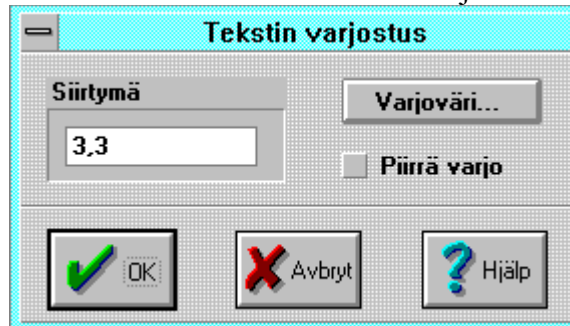 Tekstin varjostus
Siirtymä
Varjoväri...
3,3
Piirrä varjo
OK
Avbryt
Hjälp